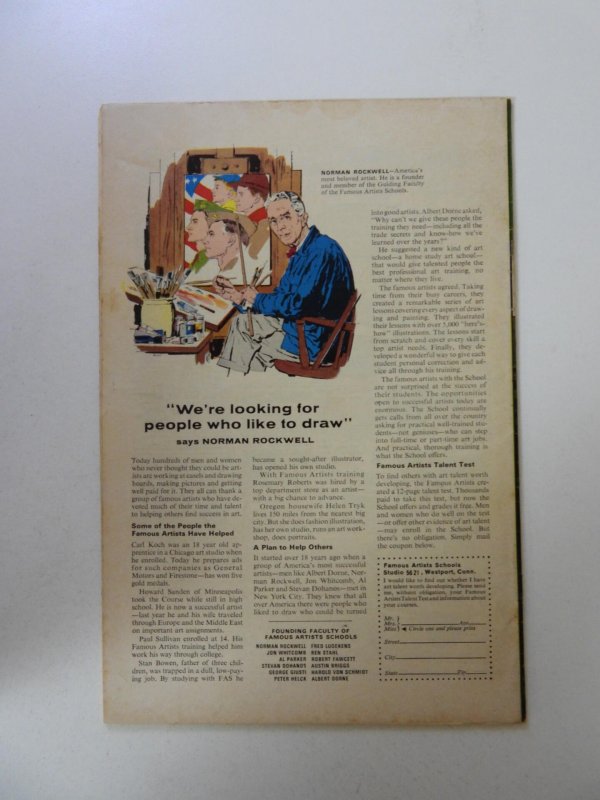 NORMAN ROCKWELL—America's
most beloved artist. He is a founder
and member of the Guiding Faculty
of the Famous Artists Schools.
"We're looking for
people who like to draw"
says NORMAN ROCKWELL
Today hundreds of men and women
who never thought they could be art-
ists are working at easels and drawing
boards, making pictures and getting
well paid for it. They all can thank a
group of famous artists who have de-
voted much of their time and talent
to helping others find success in art.
Some of the People the
Famous Artists Have Helped
Carl Koch was an 18 year old ap-
prentice in a Chicago art studio when
he enrolled. Today he prepares ads
for such companies as General
Motors and Firestone—has won five
gold medals.
Howard Sanden of Minneapolis
took the Course while still in high
school. He is now a successful artist
—last year he and his wife traveled
through Europe and the Middle East
on important art assignments.
Paul Sullivan enrolled at 14. His
Famous Artists training helped him
work his way through college.
Stan Bowen, father of three chil-
dren, was trapped in a dull, low-pay-
ing job. By studying with FAS he
became a sought-after illustrator,
has opened his own studio.
With Famous Artists training
Rosemary Roberts was hired by a
top department store as an artist—
with a big chance to advance.
Oregon housewife Helen Tryk
lives 150 miles from the nearest big
city. But she does fashion illustration,
has her own studio, runs an art work-
shop, does portraits.
A Plan to Help Others
It started over 18 years ago when a
group of America's most successful
artists—men like Albert Dorne, Nor-
man Rockwell, Jon Whitcomb, Al
Parker and Stevan Dohanos—met in
New York City. They knew that all
over America there were people who
liked to draw who could be turned
FOUNDING FACULTY OF
FAMOUS ARTISTS SCHOOLS
NORMAN ROCKWELL FRED LUDEKENS
JON WHITCOMB BEN STAHL
AL PARKER ROBERT FAWCETT
STEVAN DOHANOS AUSTIN BRIGGS
GEORGE GIUSTI HAROLD VON SCHMIDT
PETER HELCK ALBERT DORNE
into good artists. Albert Dorne asked,
"Why can't we give these people the
training they need—including all the
trade secrets and know-how we've
learned over the years?"
He suggested a new kind of art
school—a home study art school—
that would give talented people the
best professional art training, no
matter where they live.
The famous artists agreed. Taking
time from their busy careers, they
created a remarkable series of art
lessons covering every aspect of draw-
ing and painting. They illustrated
their lessons with over 5,000 "here's-
how" illustrations. The lessons start
from scratch and cover every skill a
top artist needs. Finally, they de-
veloped a wonderful way to give each
student personal correction and ad-
vice all through his training.
The famous artists with the School
are not surprised at the success of
their students. The opportunities
open to successful artists today are
enormous. The School continually
gets calls from all over the country
asking for practical well-trained stu-
dents—not geniuses—who can step
into full-time or part-time art jobs.
And practical, thorough training is
what the School offers.
Famous Artists Talent Test
To find others with art talent worth
developing, the Famous Artists cre-
ated a 12-page talent test. Thousands
paid to take this test, but now the
School offers and grades it free. Men
and women who do well on the test
—or offer other evidence of art talent
—may enroll in the School. But
there's no obligation. Simply mail
the coupon below.
Famous Artists Schools
Studio 5621, Westport, Conn.
I would like to find out whether I have
art talent worth developing. Please send
me, without obligation, your Famous
Artists Talent Test and information about
your courses.
Mr.
Mrs. Age
Miss Circle one and please print
Street
City
State Zip